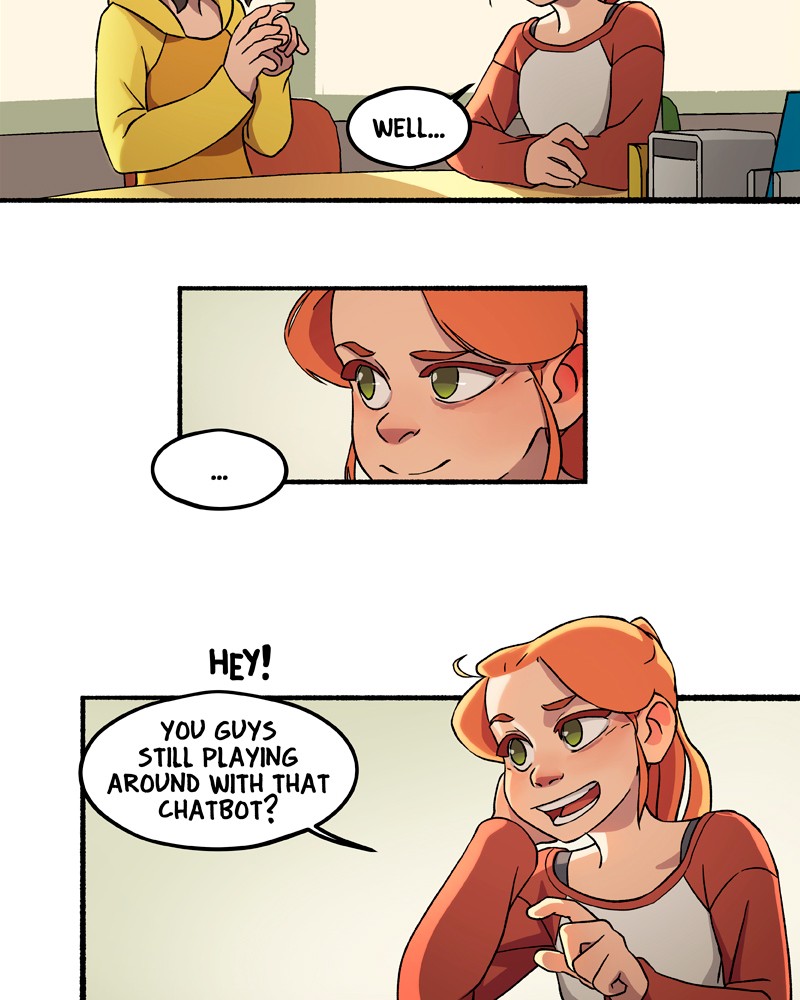 WELL...
...
HEY!
YOU GUYS
STILL PLAYING
AROUND WITH THAT
CHATBOT?